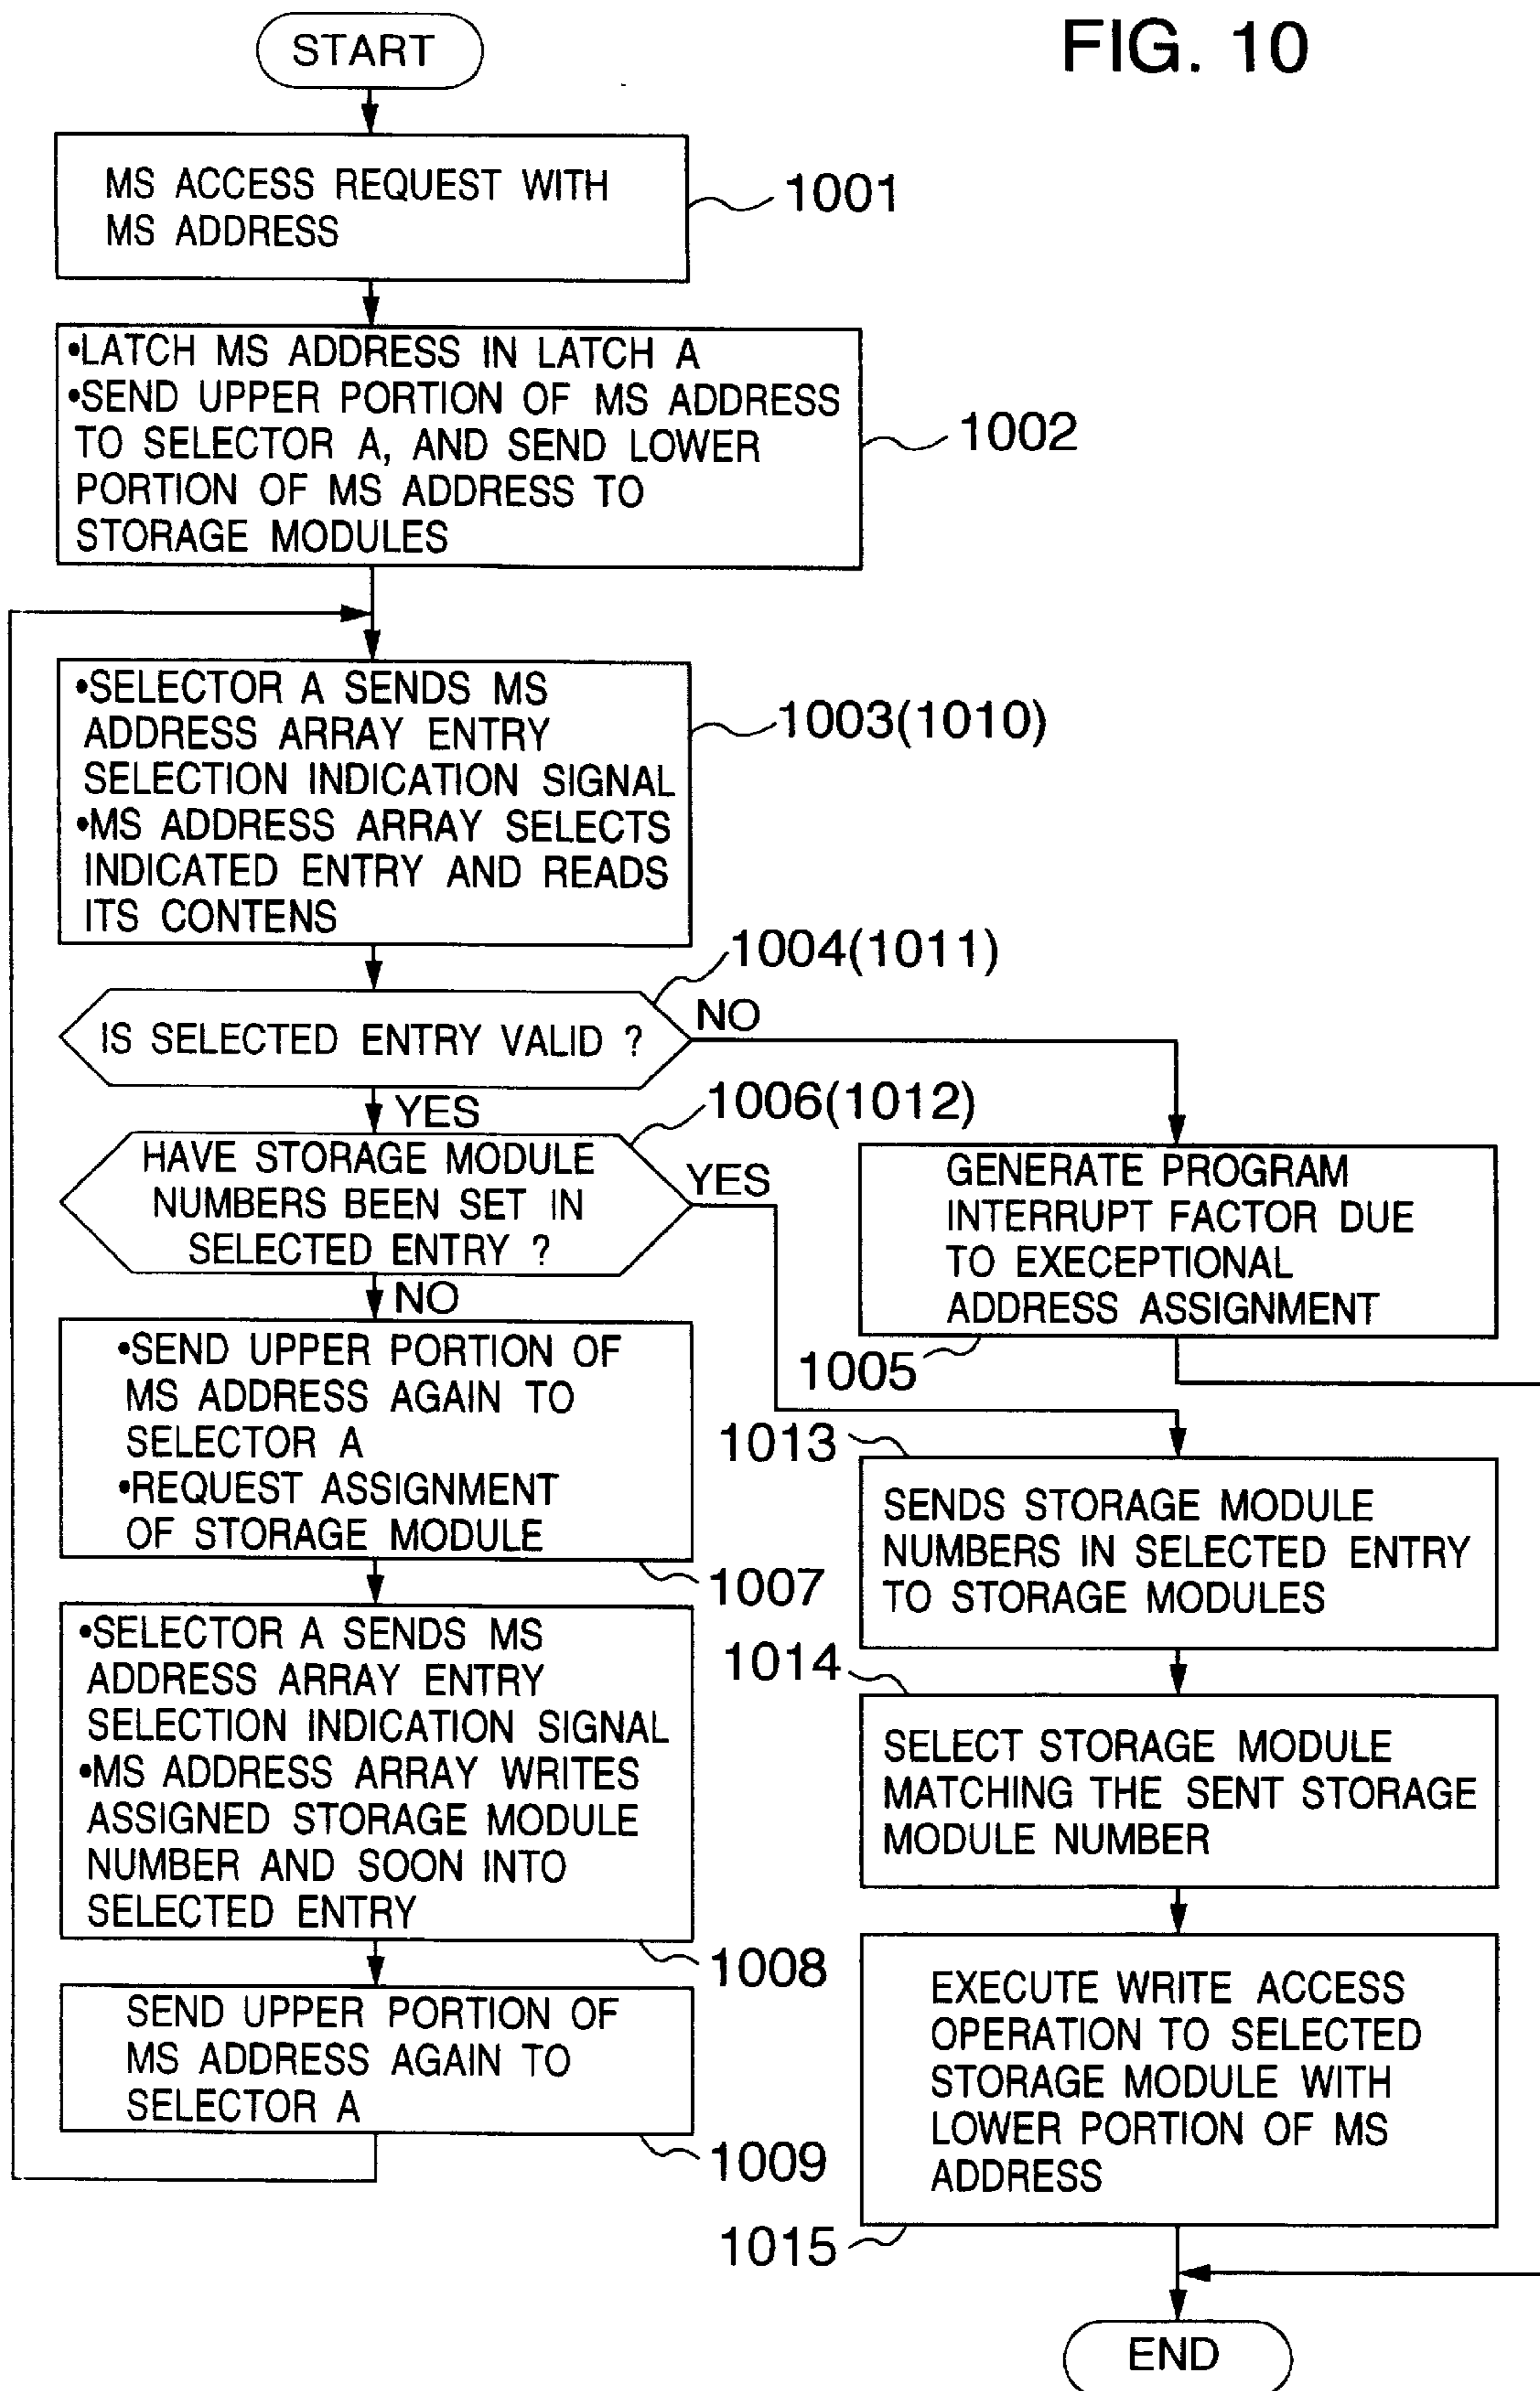 FIG. 10
START
MS ACCESS REQUEST WITH
MS ADDRESS
1001
•LATCH MS ADDRESS IN LATCH A
•SEND UPPER PORTION OF MS ADDRESS
TO SELECTOR A, AND SEND LOWER
PORTION OF MS ADDRESS TO
STORAGE MODULES
1002
•SELECTOR A SENDS MS
ADDRESS ARRAY ENTRY
SELECTION INDICATION SIGNAL
•MS ADDRESS ARRAY SELECTS
INDICATED ENTRY AND READS
ITS CONTENS
1003(1010)
1004(1011)
IS SELECTED ENTRY VALID ?
NO
YES
1006(1012)
HAVE STORAGE MODULE
NUMBERS BEEN SET IN
SELECTED ENTRY ?
YES
NO
GENERATE PROGRAM
INTERRUPT FACTOR DUE
TO EXECEPTIONAL
ADDRESS ASSIGNMENT
1005
•SEND UPPER PORTION OF
MS ADDRESS AGAIN TO
SELECTOR A
•REQUEST ASSIGNMENT
OF STORAGE MODULE
1007
•SELECTOR A SENDS MS
ADDRESS ARRAY ENTRY
SELECTION INDICATION SIGNAL
•MS ADDRESS ARRAY WRITES
ASSIGNED STORAGE MODULE
NUMBER AND SOON INTO
SELECTED ENTRY
1008
SEND UPPER PORTION OF
MS ADDRESS AGAIN TO
SELECTOR A
1009
1013
SENDS STORAGE MODULE
NUMBERS IN SELECTED ENTRY
TO STORAGE MODULES
1014
SELECT STORAGE MODULE
MATCHING THE SENT STORAGE
MODULE NUMBER
EXECUTE WRITE ACCESS
OPERATION TO SELECTED
STORAGE MODULE WITH
LOWER PORTION OF MS
ADDRESS
1015
END